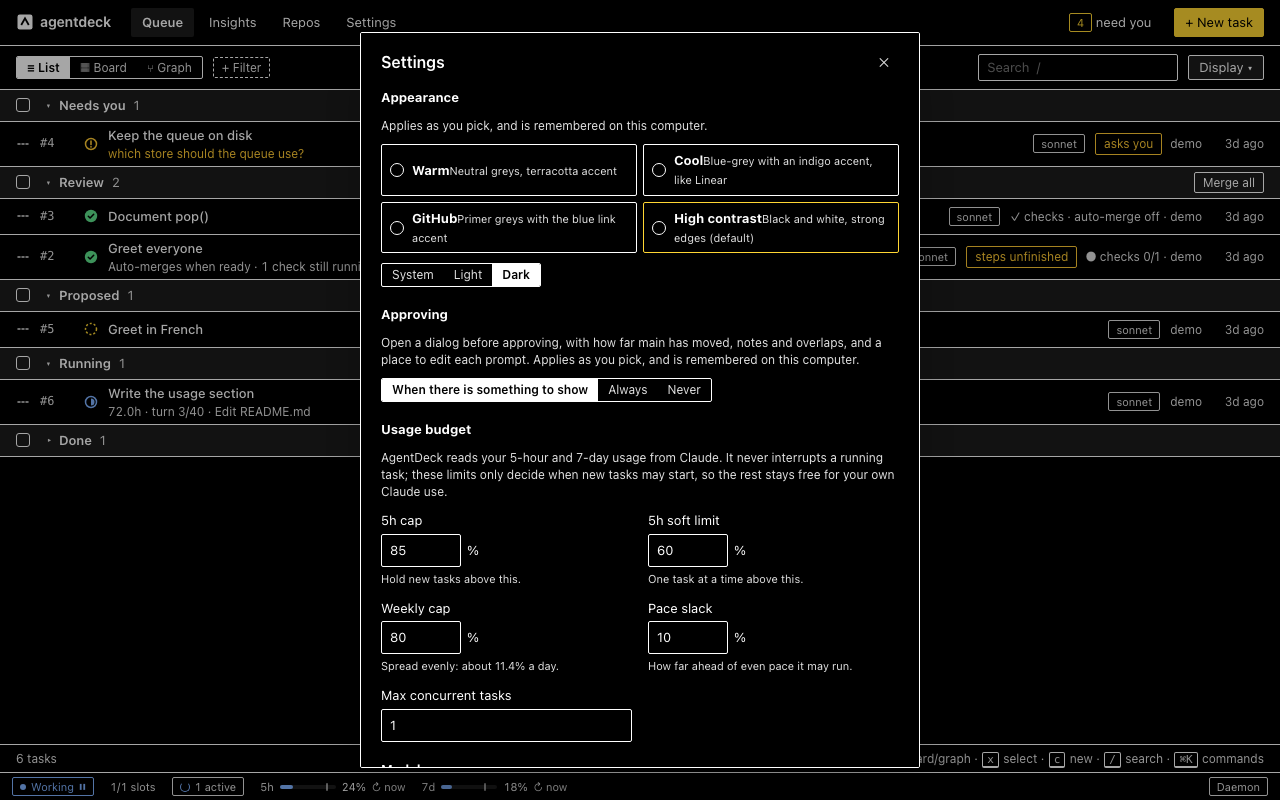 agentdeck Queue Insights Repos Settings 4 need you + New task
List Board Graph + Filter Search / Display
Settings
Needs you 1
#4 Keep the queue on disk sonnet asks you demo 3d ago
which store should the queue use?
Review 2 Merge all
#3 Document pop() sonnet ✓ checks · auto-merge off · demo 3d ago
#2 Greet everyone steps unfinished checks 0/1 · demo 3d ago
Auto-merges when ready · 1 check still
Proposed 1
#5 Greet in French sonnet demo 3d ago
Running 1
#6 Write the usage section sonnet demo 3d ago
72.0h · turn 3/40 · Edit README.md
Done 1
Appearance
Applies as you pick, and is remembered on this computer.
Warm Neutral greys, terracotta accent
Cool Blue-grey with an indigo accent,
like Linear
GitHub Primer greys with the blue link
accent
High contrast Black and white, strong
edges (default)
System Light Dark
Approving
Open a dialog before approving, with how far main has moved, notes and overlaps, and a
place to edit each prompt. Applies as you pick, and is remembered on this computer.
When there is something to show Always Never
Usage budget
AgentDeck reads your 5-hour and 7-day usage from Claude. It never interrupts a running
task; these limits only decide when new tasks may start, so the rest stays free for your own
Claude use.
5h cap 5h soft limit
85 % 60 %
Hold new tasks above this. One task at a time above this.
Weekly cap Pace slack
80 % 10 %
Spread evenly: about 11.4% a day. How far ahead of even pace it may run.
Max concurrent tasks
1
6 tasks
graph · x select · c new · / search · ⌘K commands
Working 1/1 slots 1 active 5h 24% now 7d 18% now Daemon